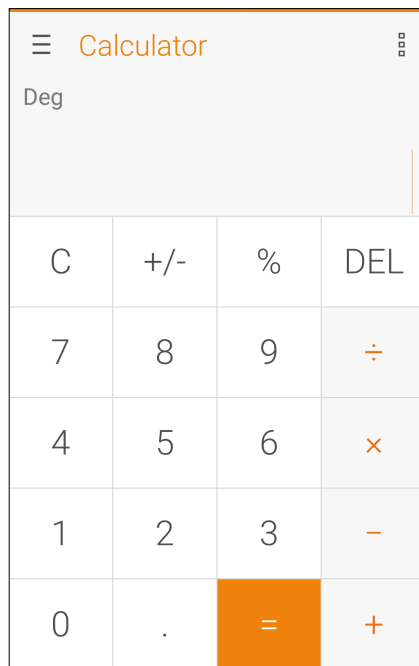 Calculator
Deg
C +/- % DEL
7 8 9 ÷
4 5 6 ×
1 2 3 −
0 . = +